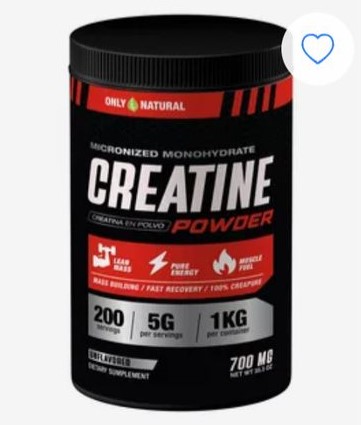 ONLY NATURAL
MICRONIZED MONOHYDRATE
CREATINE
CREATINA EN POLVO
POWDER
LEAN MASS
PURE ENERGY
MUSCLE FUEL
MASS BUILDING / FAST RECOVERY / 100% CREAPURE
200 servings
5G per servings
1KG per container
UNFLAVORED
DIETARY SUPPLEMENT
700 MG
NET WT 35.3 OZ